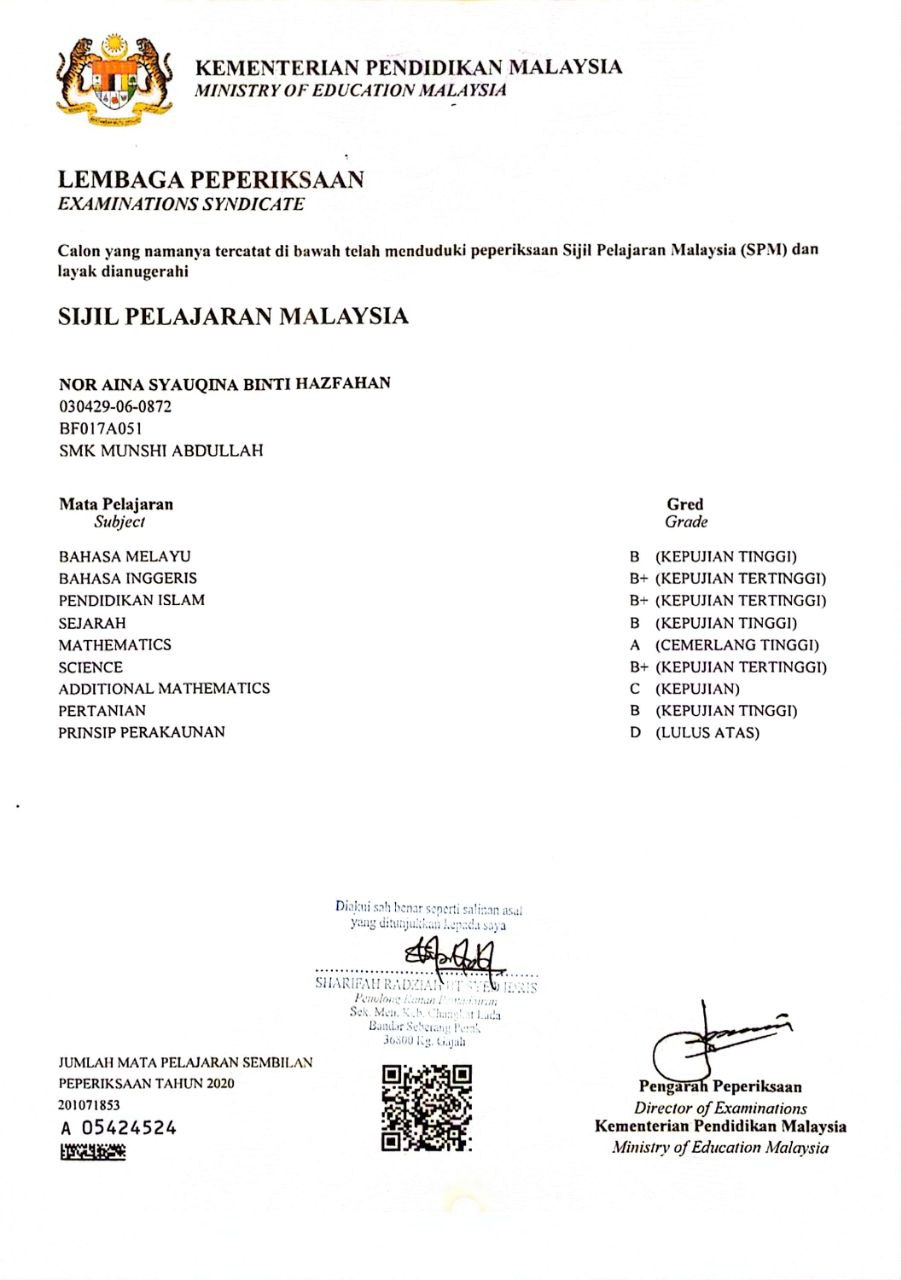 KEMENTERIAN PENDIDIKAN MALAYSIA
MINISTRY OF EDUCATION MALAYSIA
LEMBAGA PEPERIKSAAN
EXAMINATIONS SYNDICATE
Calon yang namanya tercatat di bawah telah menduduki peperiksaan Sijil Pelajaran Malaysia (SPM) dan
layak dianugerahi
SIJIL PELAJARAN MALAYSIA
NOR AINA SYAUQINA BINTI HAZFAHAN
030429-06-0872
BF017A051
SMK MUNSHI ABDULLAH
Mata Pelajaran Gred
Subject Grade
BAHASA MELAYU B (KEPUJIAN TINGGI)
BAHASA INGGERIS B+ (KEPUJIAN TERTINGGI)
PENDIDIKAN ISLAM B+ (KEPUJIAN TERTINGGI)
SEJARAH B (KEPUJIAN TINGGI)
MATHEMATICS A (CEMERLANG TINGGI)
SCIENCE B+ (KEPUJIAN TERTINGGI)
ADDITIONAL MATHEMATICS C (KEPUJIAN)
PERTANIAN B (KEPUJIAN TINGGI)
PRINSIP PERAKAUNAN D (LULUS ATAS)
Diakui sah benar seperti salinan asal
yang ditunjukkan kepada saya
SHARIFAH RADZIAH BT SYED IDRIS
Penolong Kanan
Sek. Men. Keb. Changkat Lada
Bandar Seberang Perak
36800 Kg. Gajah
JUMLAH MATA PELAJARAN SEMBILAN
PEPERIKSAAN TAHUN 2020
201071853
A 05424524
Pengarah Peperiksaan
Director of Examinations
Kementerian Pendidikan Malaysia
Ministry of Education Malaysia